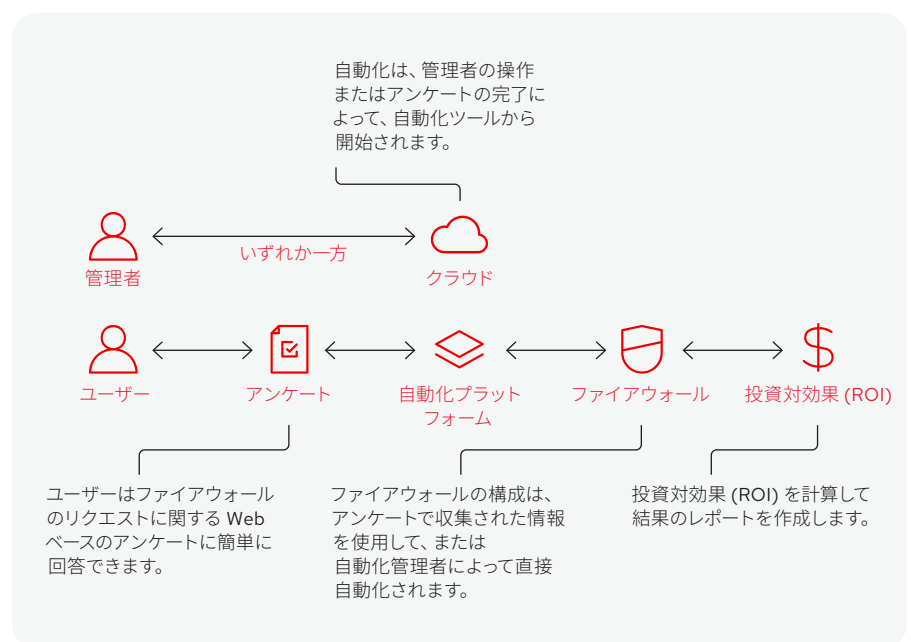 自動化は、管理者の操作
またはアンケートの完了に
よって、自動化ツールから
開始されます。
いずれか一方
管理者
クラウド
ユーザー
アンケート
自動化プラット
フォーム
ファイアウォール
投資対効果 (ROI)
ユーザーはファイアウォール
のリクエストに関する Web
ベースのアンケートに簡単に
回答できます。
ファイアウォールの構成は、
アンケートで収集された情報
を使用して、または
自動化管理者によって直接
自動化されます。
投資対効果 (ROI) を計算して
結果のレポートを作成します。